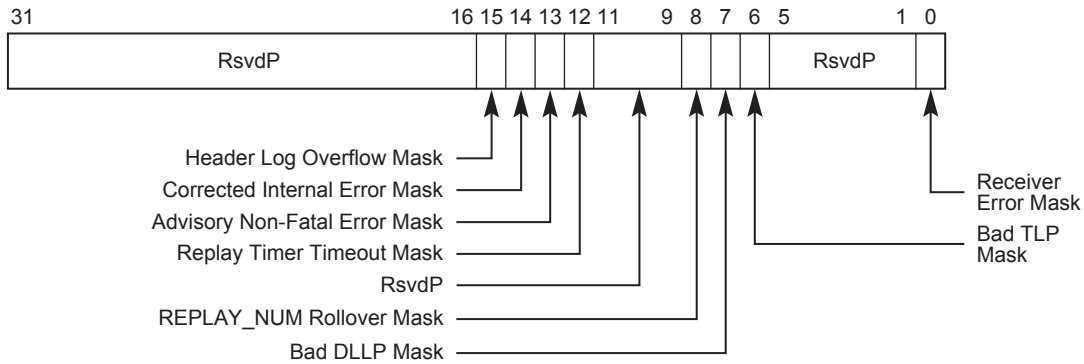 31 16 15 14 13 12 11 9 8 7 6 5 1 0
RsvdP RsvdP
Header Log Overflow Mask
Corrected Internal Error Mask
Advisory Non-Fatal Error Mask
Replay Timer Timeout Mask
RsvdP
REPLAY_NUM Rollover Mask
Bad DLLP Mask
Receiver
Error Mask
Bad TLP
Mask